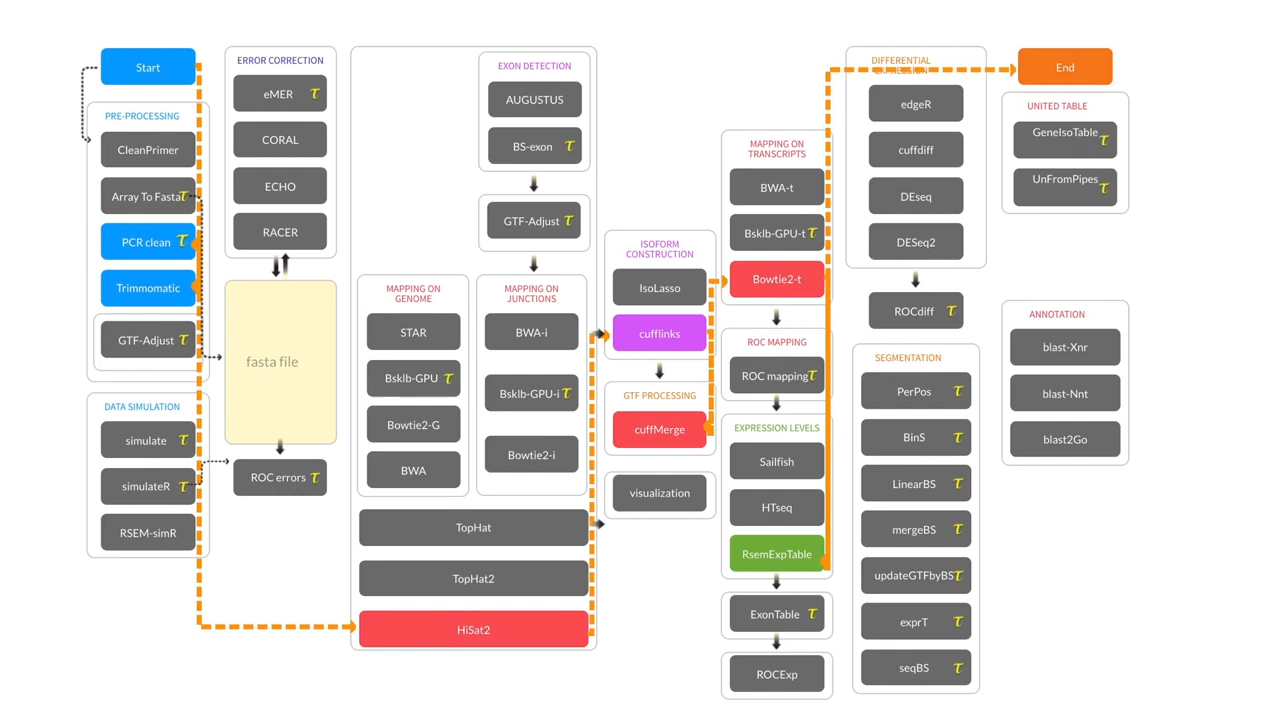 Start
PRE-PROCESSING
CleanPrimer
Array To Fasta τ
PCR clean τ
Trimmomatic
GTF-Adjust τ
DATA SIMULATION
simulate τ
simulateR τ
RSEM-simR
ERROR CORRECTION
eMER τ
CORAL
ECHO
RACER
fasta file
ROC errors τ
EXON DETECTION
AUGUSTUS
BS-exon τ
GTF-Adjust τ
MAPPING ON
GENOME
STAR
Bsklb-GPU τ
Bowtie2-G
BWA
MAPPING ON
JUNCTIONS
BWA-i
Bsklb-GPU-i τ
Bowtie2-i
TopHat
TopHat2
HiSat2
ISOFORM
CONSTRUCTION
IsoLasso
cufflinks
GTF PROCESSING
cuffMerge
visualization
MAPPING ON
TRANSCRIPTS
BWA-t
Bsklb-GPU-t τ
Bowtie2-t
ROC MAPPING
ROC mapping τ
EXPRESSION LEVELS
Sailfish
HTseq
RsemExpTable
ExonTable τ
ROCExp
DIFFERENTIAL
EXPRESSION
edgeR
cuffdiff
DEseq
DESeq2
ROCdiff τ
SEGMENTATION
PerPos τ
BinS τ
LinearBS τ
mergeBS τ
updateGTFbyBS τ
exprT τ
seqBS τ
End
UNITED TABLE
GeneIsoTable τ
UnFromPipes τ
ANNOTATION
blast-Xnr
blast-Nnt
blast2Go